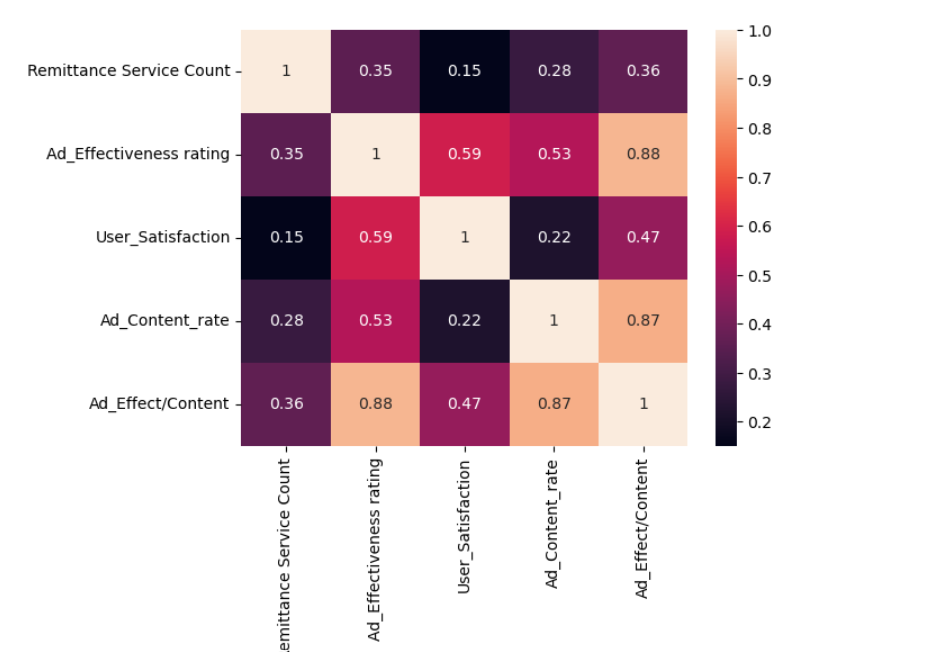 Remittance Service Count 1 0.35 0.15 0.28 0.36
Ad_Effectiveness rating 0.35 1 0.59 0.53 0.88
User_Satisfaction 0.15 0.59 1 0.22 0.47
Ad_Content_rate 0.28 0.53 0.22 1 0.87
Ad_Effect/Content 0.36 0.88 0.47 0.87 1
emittance Service Count
Ad_Effectiveness rating
User_Satisfaction
Ad_Content_rate
Ad_Effect/Content
1.0
0.9
0.8
0.7
0.6
0.5
0.4
0.3
0.2